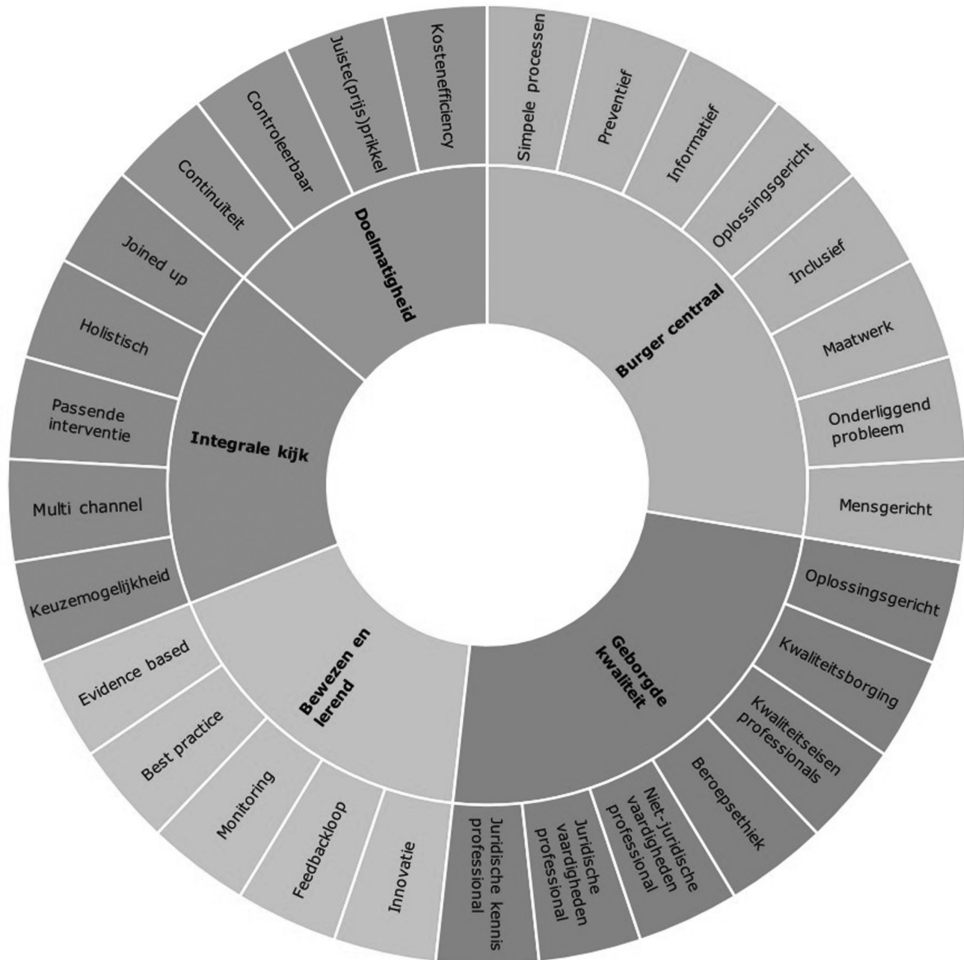 Simpele processen
Preventief
Informatief
Oplossingsgericht
Inclusief
Maatwerk
Onderliggend
probleem
Mensgericht
Burger centraal
Oplossingsgericht
Kwaliteitsborging
Kwaliteitseisen
professionals
Beroepsethiek
Niet-juridische
vaardigheden
professional
Juridische
vaardigheden
professional
Juridische kennis
professional
Geborgde
kwaliteit
Innovatie
Feedbackloop
Monitoring
Best practice
Evidence based
Bewezen en
lerend
Keuzemogelijkheid
Multi channel
Passende
interventie
Holistisch
Joined up
Integrale kijk
Continuïteit
Controleerbaar
Juiste(prijs)prikkel
Kostenefficiency
Doelmatigheid